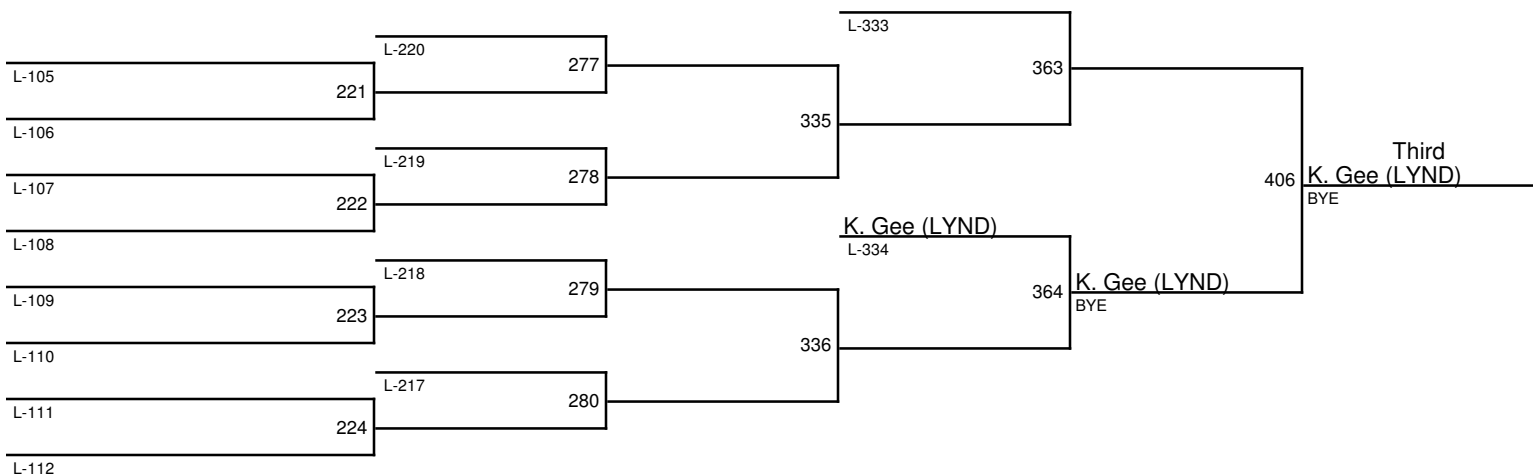 L-105
221
L-106
L-107
222
L-108
L-109
223
L-110
L-111
224
L-112
L-220
277
L-219
278
L-218
279
L-217
280
335
336
L-333
363
K. Gee (LYND)
L-334
364
K. Gee (LYND)
BYE
406
Third
K. Gee (LYND)
BYE